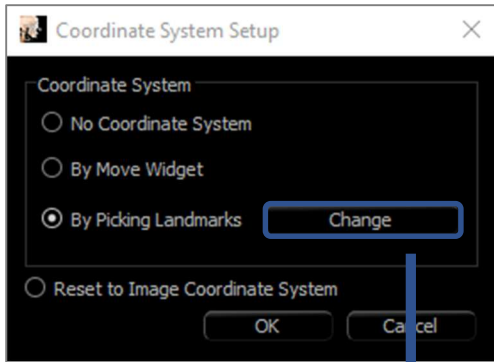 Coordinate System Setup
Coordinate System
No Coordinate System
By Move Widget
By Picking Landmarks Change
Reset to Image Coordinate System
OK Cancel